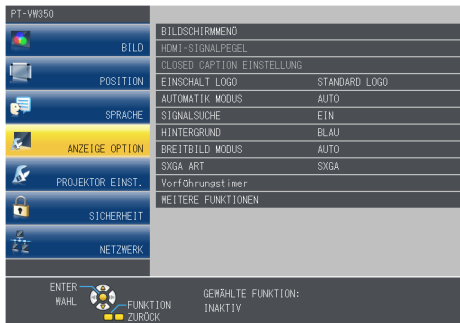 PT-VW350
BILD
POSITION
SPRACHE
ANZEIGE OPTION
PROJEKTOR EINST.
SICHERHEIT
NETZWERK
BILDSCHIRMMENÖ
HDMI-SIGNALPEGEL
CLOSED CAPTION EINSTELLUNG
EINSCHALT LOGO STANDARD LOGO
AUTOMATIK MODUS AUTO
SIGNALSUCHE EIN
HINTERGRUND BLAU
BREITBILD MODUS AUTO
SXGA ART SXGA
Vorführungstimer
WEITERE FUNKTIONEN
ENTER
WAHL
FUNKTION
ZURÖCK
GEWÄHLTE FUNKTION:
INAKTIV